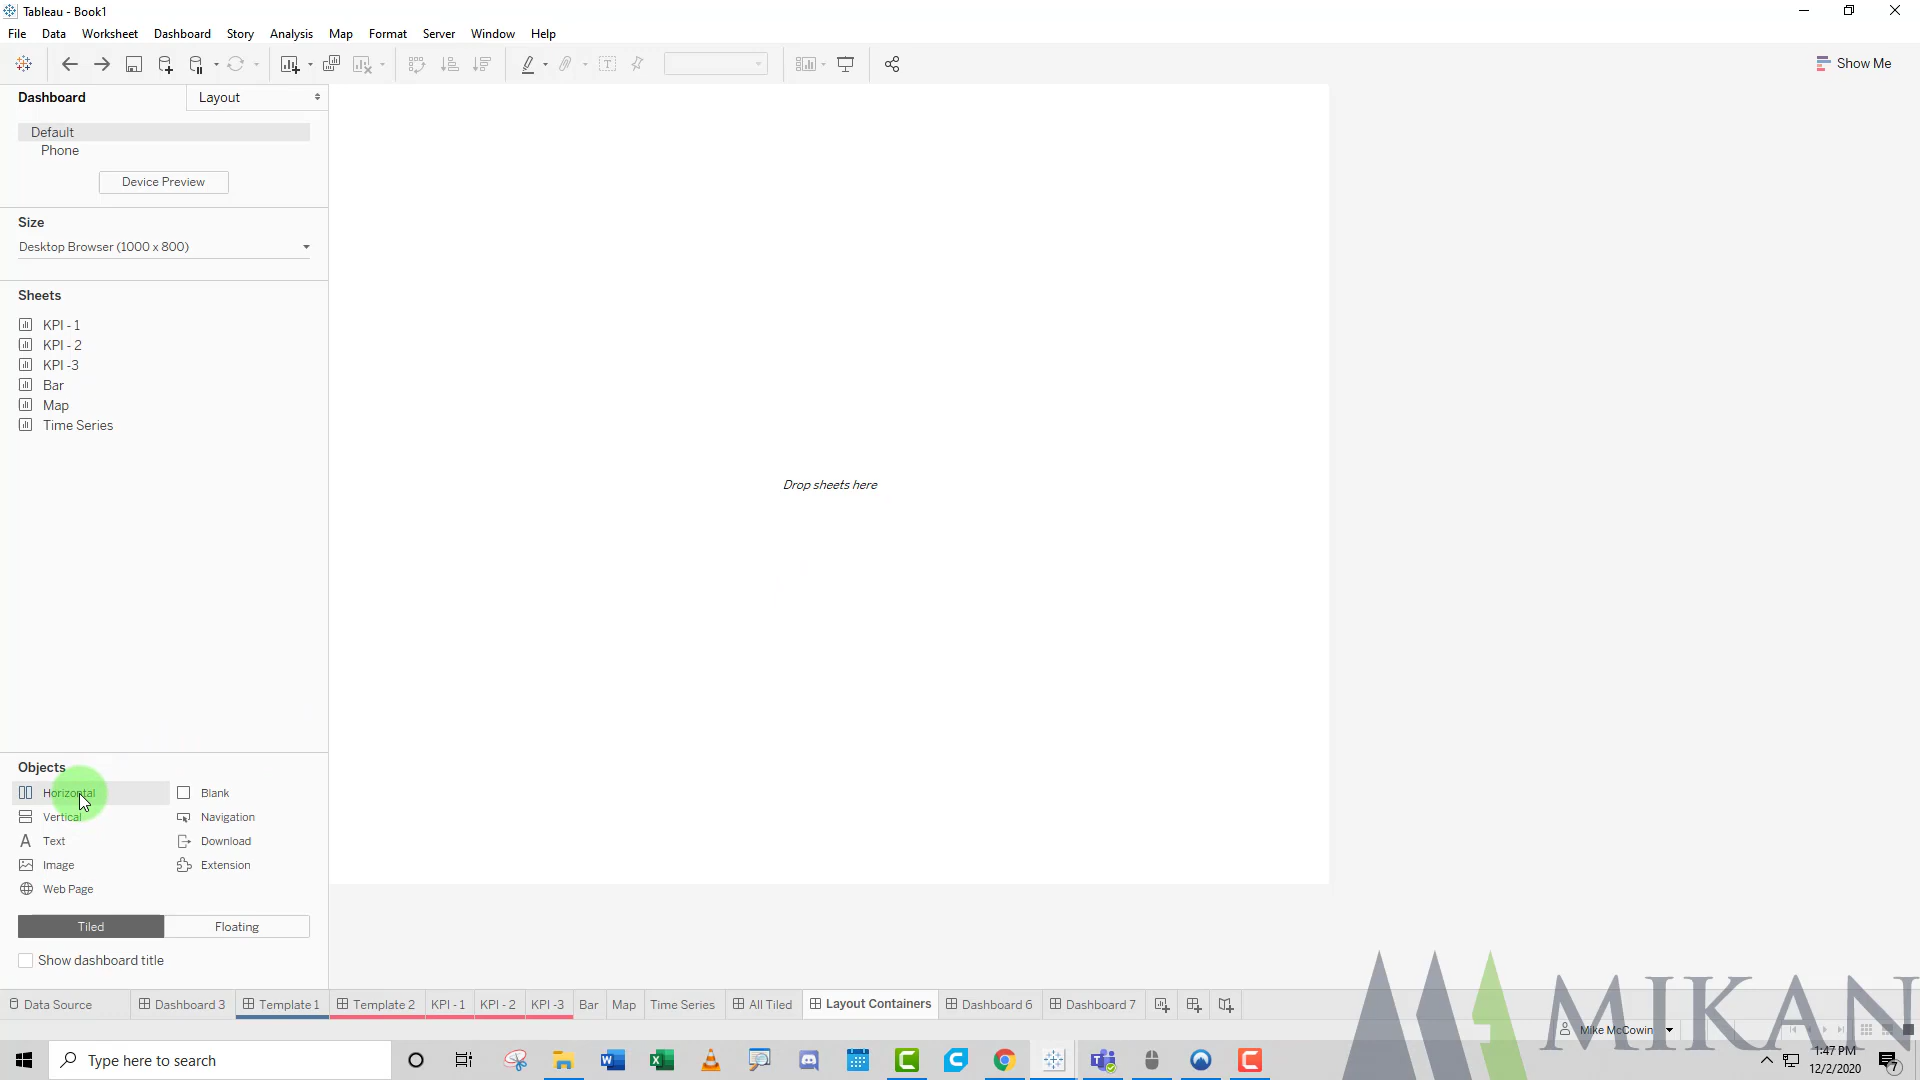 Tableau - Book1
File Data Worksheet Dashboard Story Analysis Map Format Server Window Help
Show Me
Dashboard Layout
Default
Phone
Device Preview
Size
Desktop Browser (1000 x 800)
Sheets
KPI - 1
KPI - 2
KPI -3
Bar
Map
Time Series
Drop sheets here
Objects
Horizontal Blank
Vertical Navigation
Text Download
Image Extension
Web Page
Tiled Floating
Show dashboard title
Data Source Dashboard 3 Template 1 Template 2 KPI - 1 KPI - 2 KPI -3 Bar Map Time Series All Tiled Layout Containers Dashboard 6 Dashboard 7
MIKAN
Mike McCowin
Type here to search
1:47 PM
12/2/2020
7